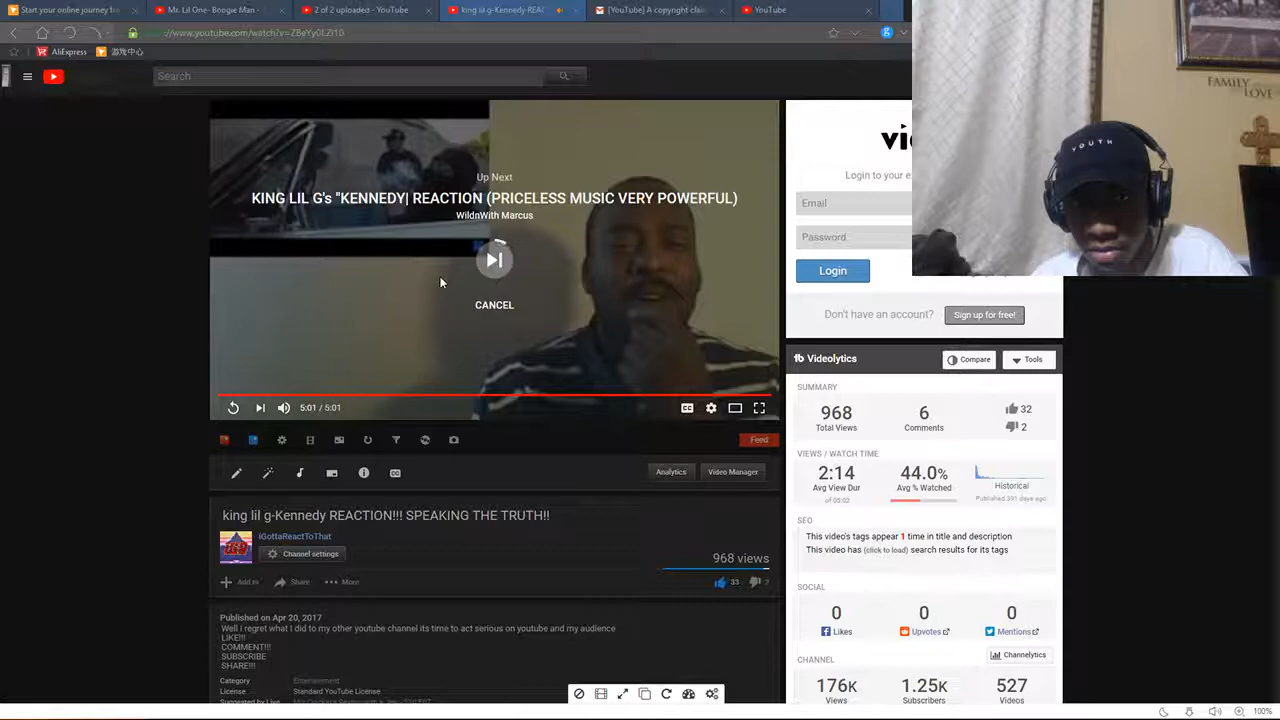 Start your online journey fro
Mr. Lil One- Boogie Man -
2 of 2 uploaded - YouTube
king lil g-Kennedy-REAC
[YouTube] A copyright clai
YouTube
AliExpress
Search
FAMILY
LOVE
Up Next
KING LIL G's "KENNEDY| REACTION (PRICELESS MUSIC VERY POWERFUL)
WildnWith Marcus
CANCEL
5:01 / 5:01
Login to your e
Email
Password
Login
Don't have an account?
Sign up for free!
YOUTH
tb Videolytics
Compare
Tools
SUMMARY
968
Total Views
6
Comments
32
2
VIEWS / WATCH TIME
2:14
Avg View Dur
of 05:02
44.0%
Avg % Watched
Historical
Published 391 days ago
SEO
This video's tags appear 1 time in title and description
This video has (click to load) search results for its tags
SOCIAL
0
Likes
0
Upvotes
0
Mentions
Channelytics
CHANNEL
176K
Views
1.25K
Subscribers
527
Videos
Feed
Analytics
Video Manager
king lil g-Kennedy REACTION!!! SPEAKING THE TRUTH!!
iGottaReactToThat
Channel settings
968 views
Add to
Share
More
33
Published on Apr 20, 2017
Well I regret what I did to my other youtube channel its time to act serious on youtube and my audience
LIKE!!!
COMMENT!!!
SUBSCRIBE
SHARE!!!
Category
Entertainment
License
Standard YouTube License
100%